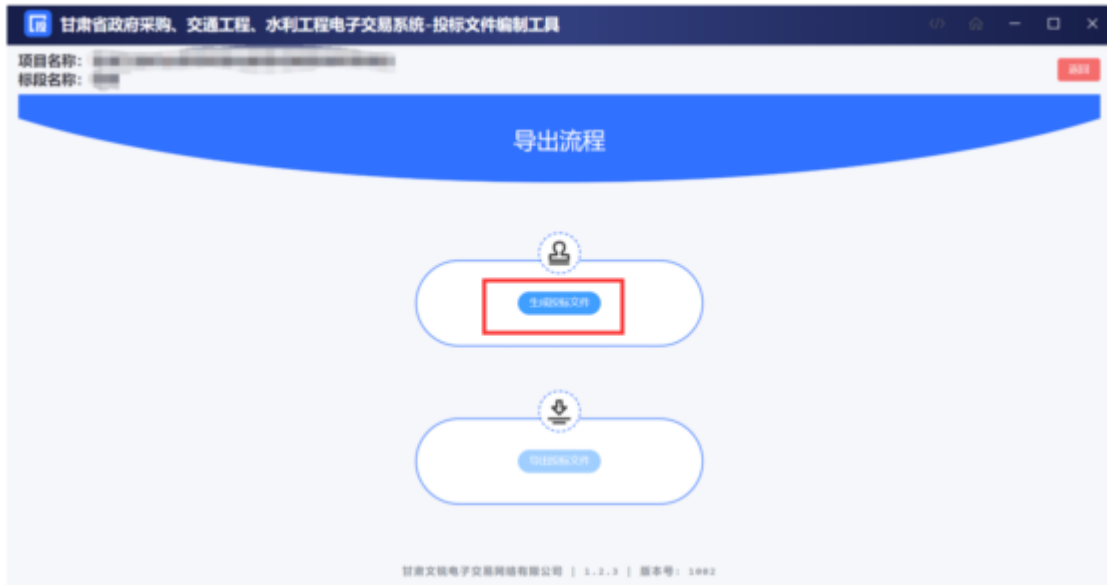 投
甘肃省政府采购、交通工程、水利工程电子交易系统-投标文件编制工具
项目名称：
标段名称：
返回
导出流程
生成投标文件
导出投标文件
甘肃文锐电子交易网络有限公司 | 1.2.3 | 版本号: 1002